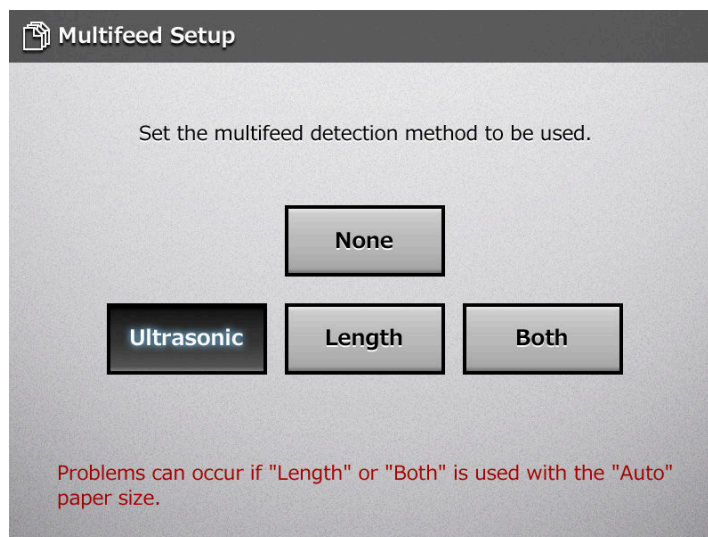 Multifeed Setup
Set the multifeed detection method to be used.
None
Ultrasonic
Length
Both
Problems can occur if "Length" or "Both" is used with the "Auto"
paper size.